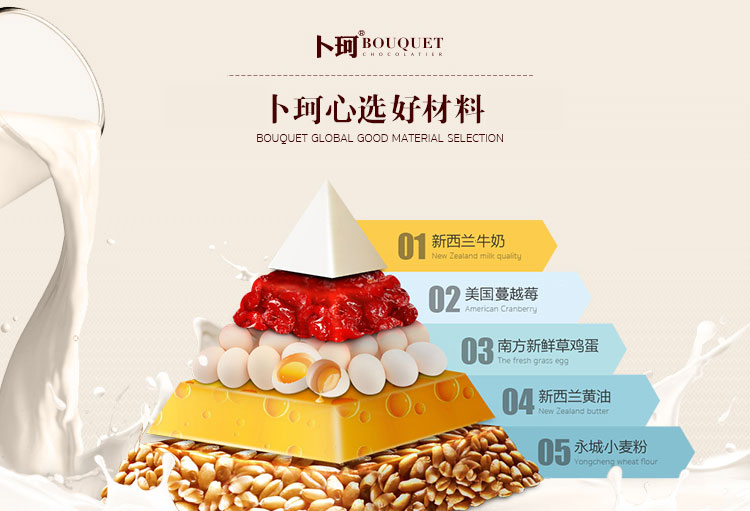 卜珂® BOUQUET
CHOCOLATIER
卜珂心选好材料
BOUQUET GLOBAL GOOD MATERIAL SELECTION
01 新西兰牛奶
New Zealand milk quality
02 美国蔓越莓
American Cranberry
03 南方新鲜草鸡蛋
The fresh grass egg
04 新西兰黄油
New Zealand butter
05 永城小麦粉
Yongcheng wheat flour